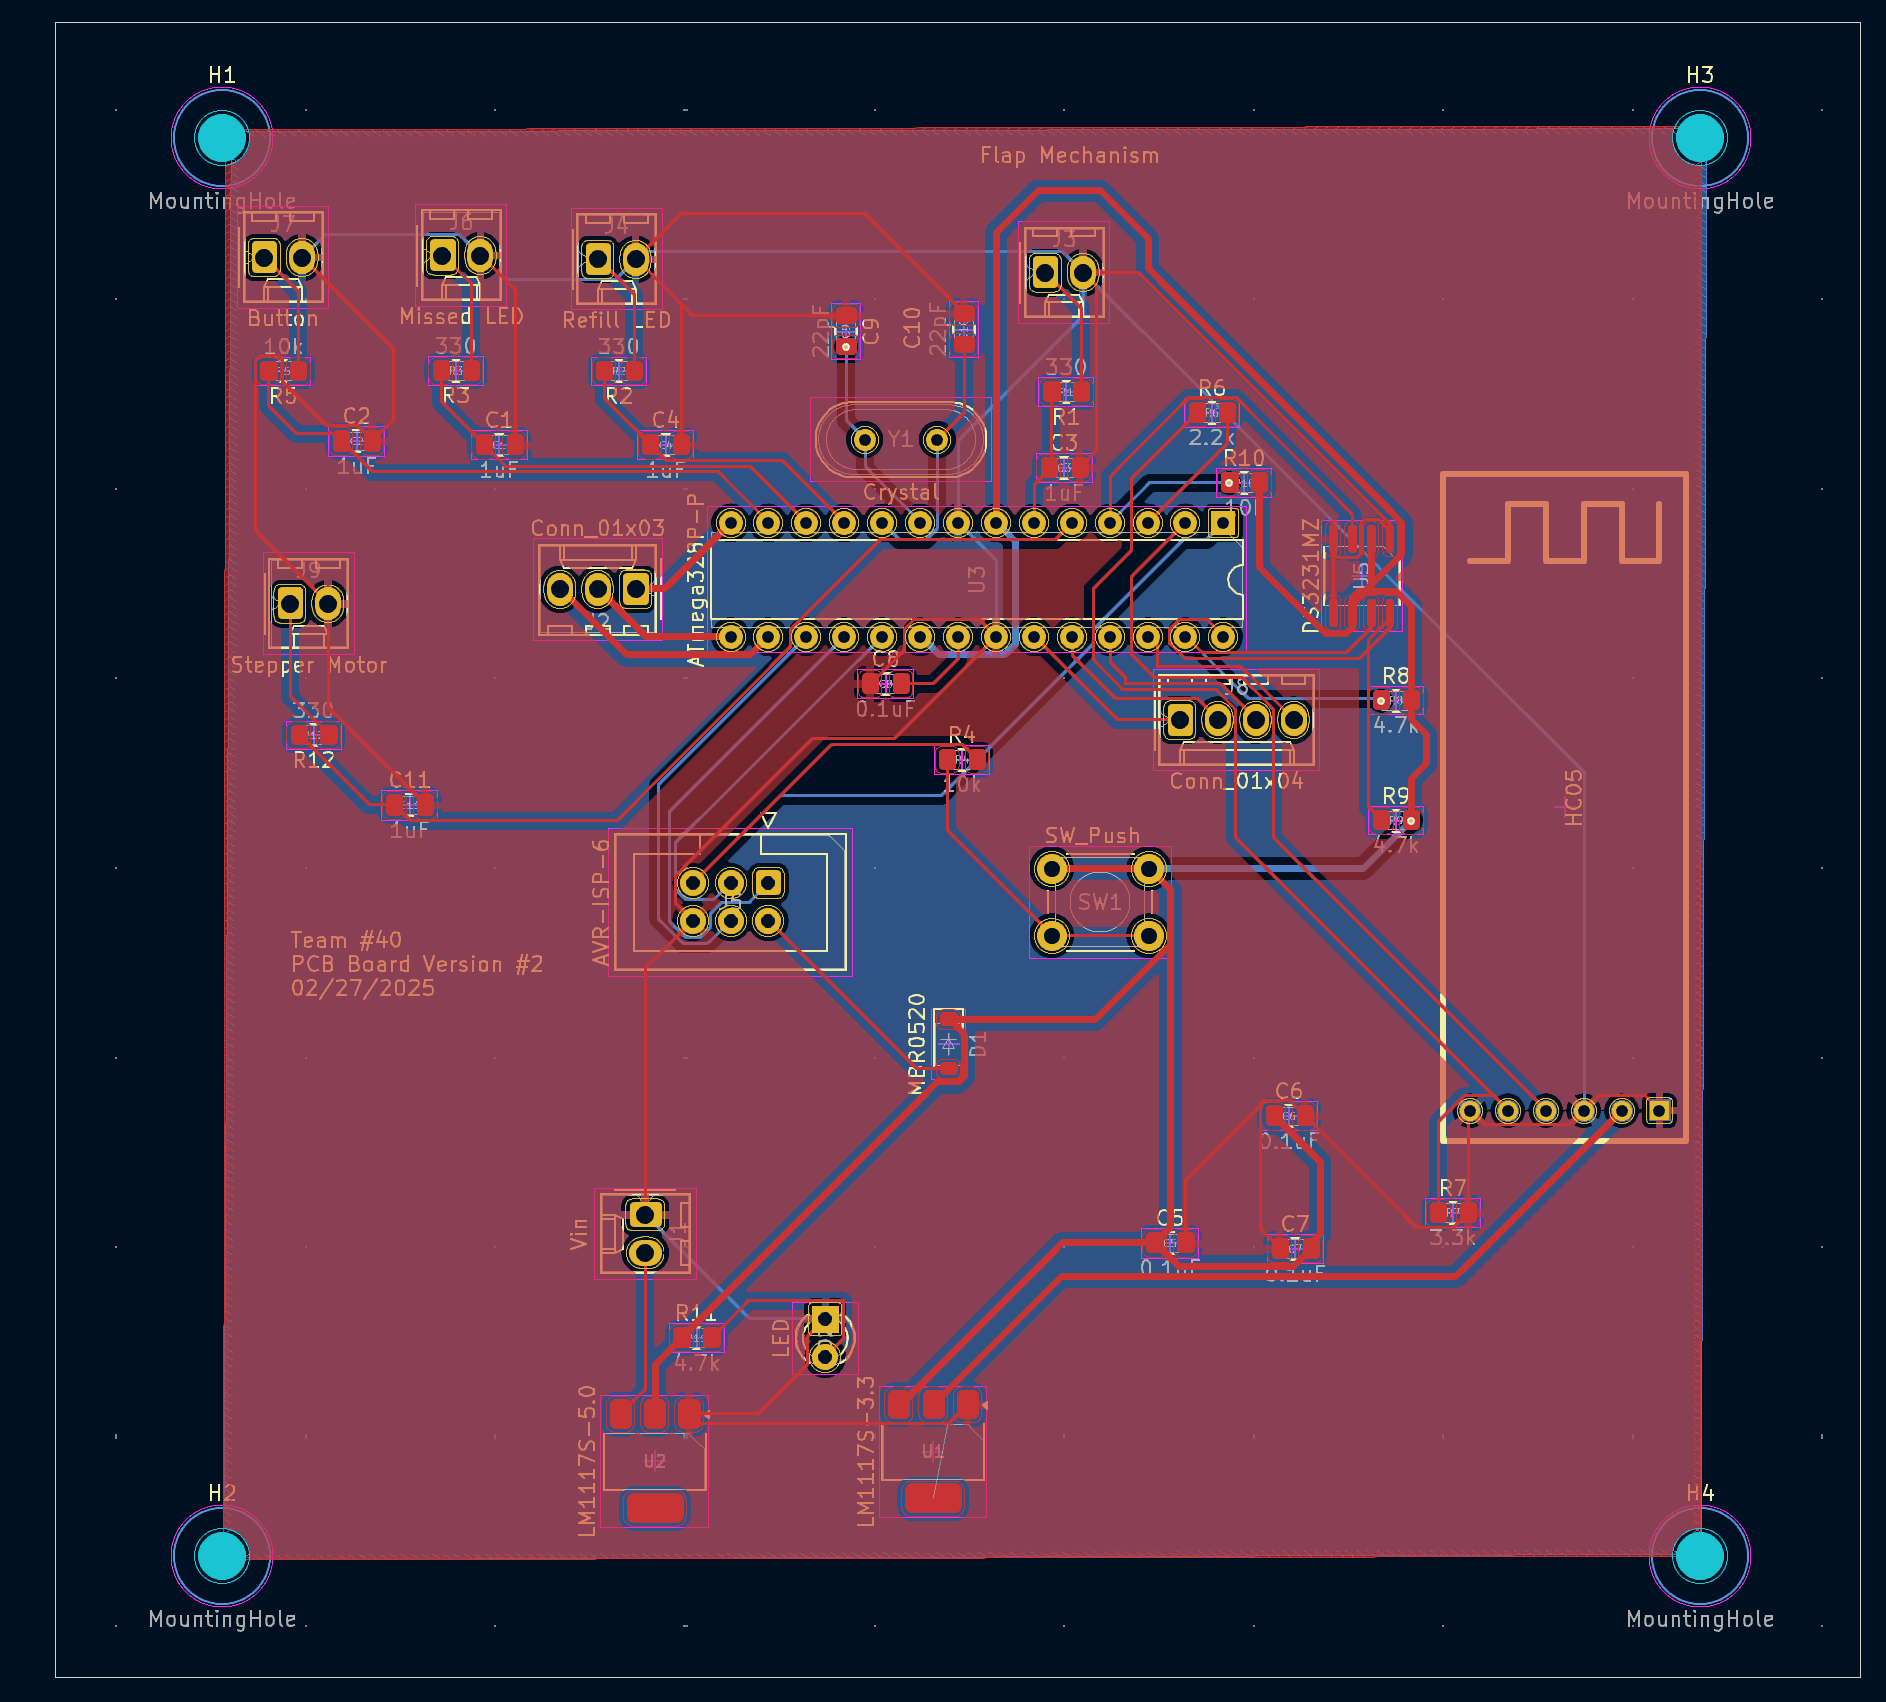 H1
H3
Flap Mechanism
MountingHole
MountingHole
J7
J6
J4
J3
Button
Missed LED
Refill LED
22pF
C9
C10
22pF
10k
330
330
330
R5
R3
R2
R1
R6
2.2k
C2
C1
C4
C3
1uF
1uF
1uF
1uF
Y1
Crystal
R10
10k
Conn_01x03
J2
ATmega328P-P
U3
DS3231MZ
U5
J9
Stepper Motor
C8
0.1uF
J8
Conn_01x04
R8
4.7k
330
R12
R4
10k
C11
1uF
R9
4.7k
HC05
SW_Push
SW1
AVR-ISP-6
J5
Team #40
PCB Board Version #2
02/27/2025
MBR0520
D1
C6
0.1uF
Vin
J1
C5
0.1uF
C7
0.1uF
R7
3.3k
R11
4.7k
LED
LM1117S-5.0
U2
LM1117S-3.3
U1
H2
H4
MountingHole
MountingHole